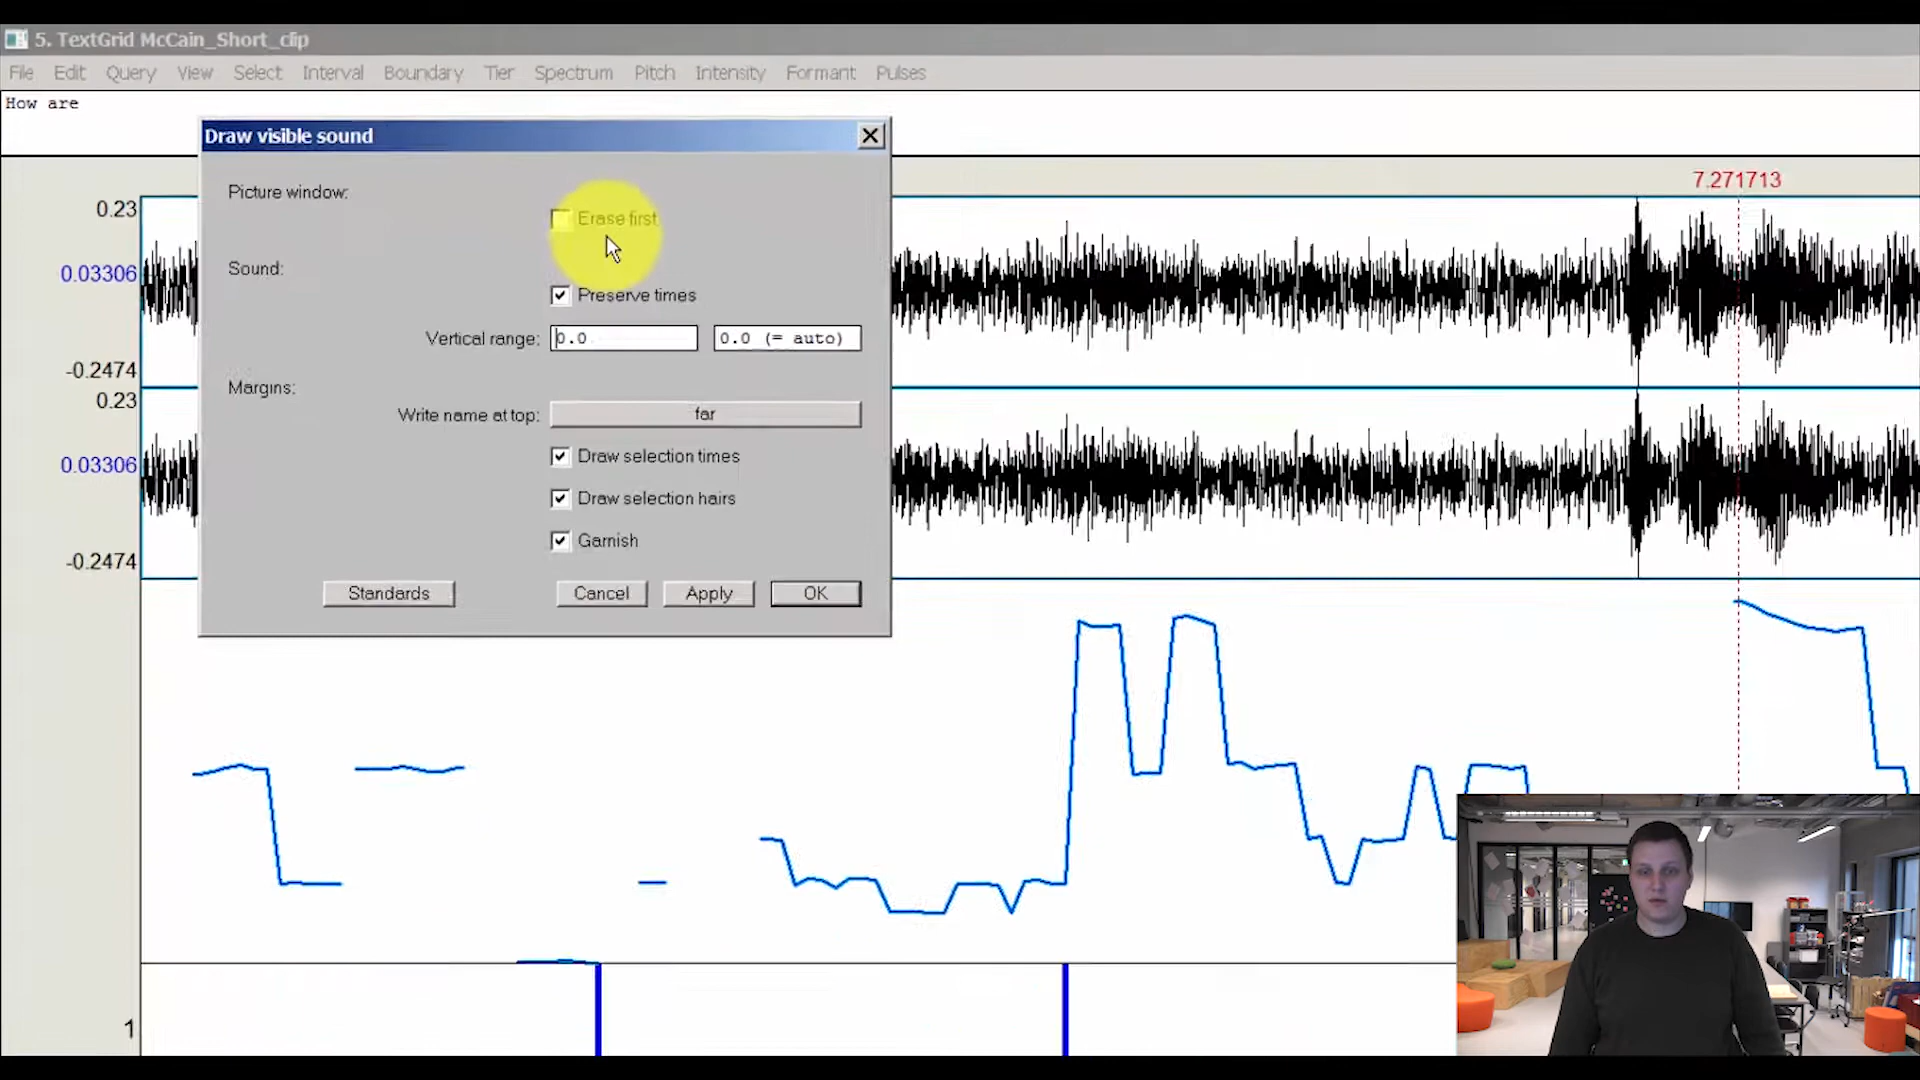 5. TextGrid McCain_Short_clip
File Edit Query View Select Interval Boundary Tier Spectrum Pitch Intensity Formant Pulses
How are
Draw visible sound
Picture window:
Erase first
Sound:
Preserve times
Vertical range: 0.0 0.0 (= auto)
Margins:
Write name at top: far
Draw selection times
Draw selection hairs
Garnish
Standards Cancel Apply OK
7.271713
0.23
0.03306
-0.2474
0.23
0.03306
-0.2474
1